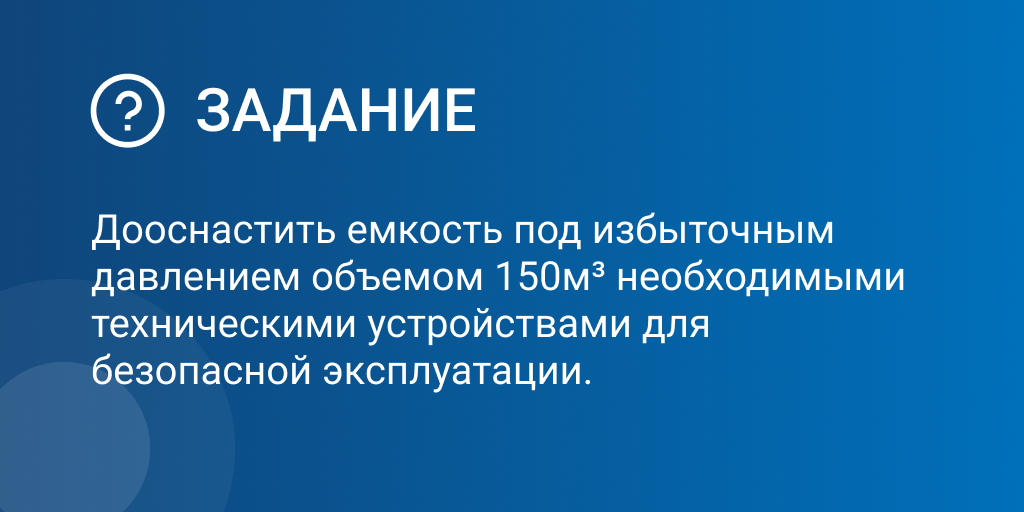 ? ЗАДАНИЕ
Дооснастить емкость под избыточным
давлением объемом 150м³ необходимыми
техническими устройствами для
безопасной эксплуатации.